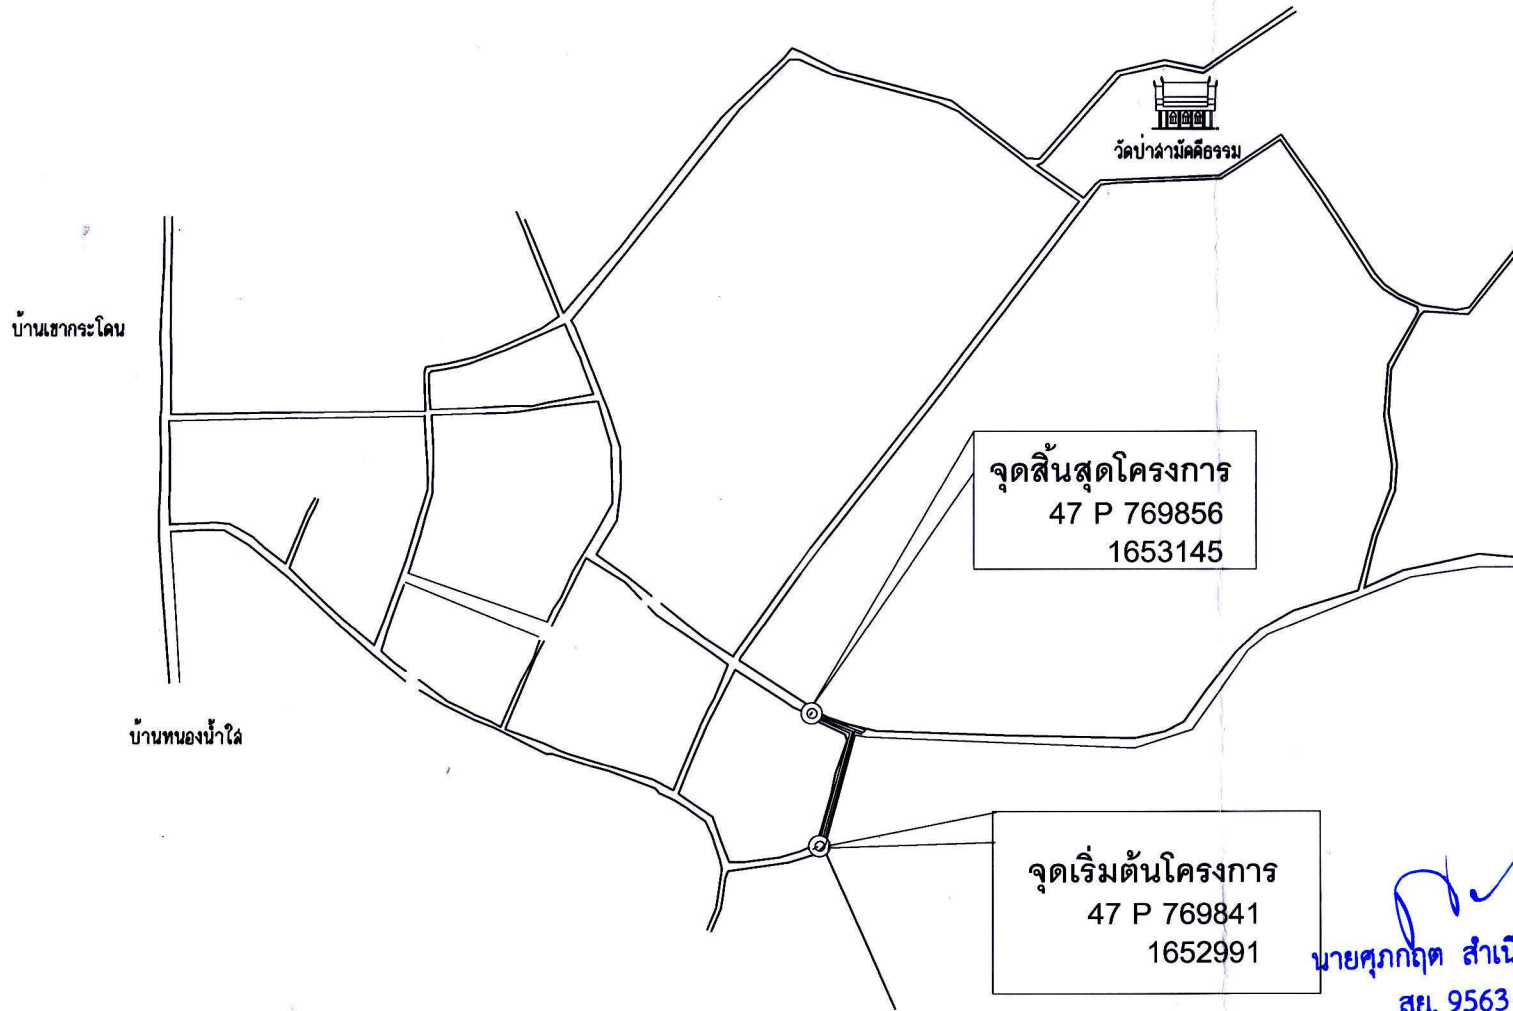 วัดป่าสามัคคีธรรม
บ้านเขากระโดน
จุดสิ้นสุดโครงการ
47 P 769856
1653145
บ้านหนองน้ำใส
จุดเริ่มต้นโครงการ
47 P 769841
1652991
นายศุภกฤต
สย. 9563